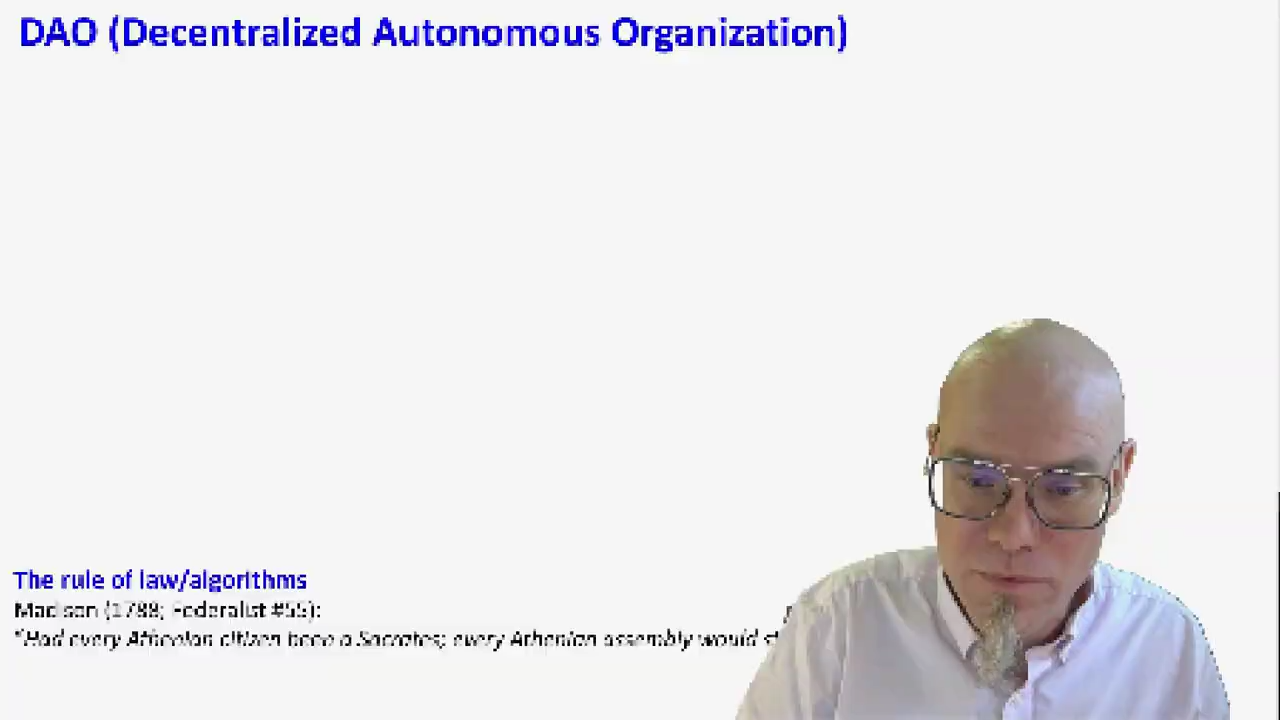 DAO (Decentralized Autonomous Organization)
The rule of law/algorithms
Madison (1788; Federalist #55):
"Had every Athenian citizen been a Socrates; every Athenian assembly would